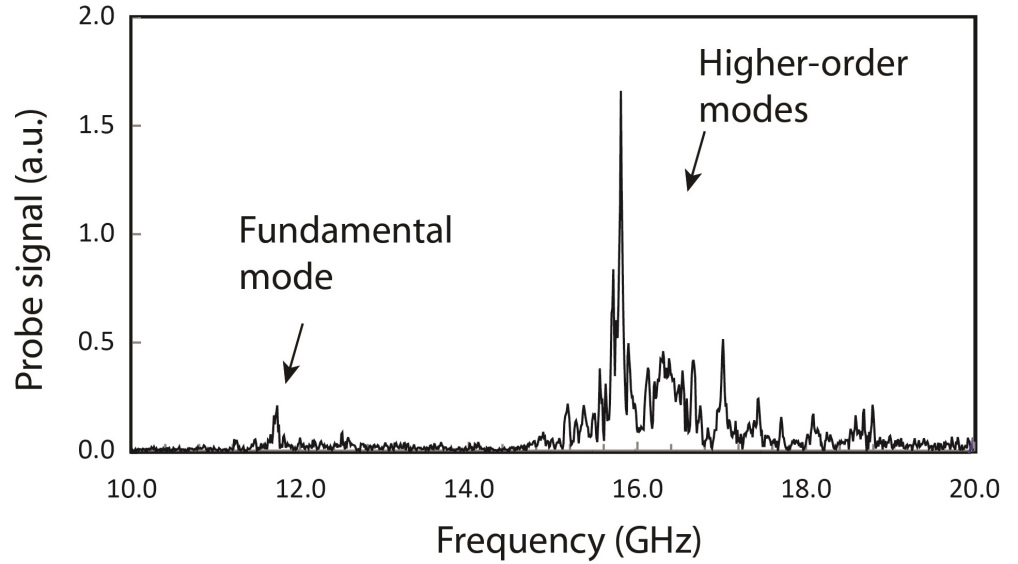 2.0
1.5
1.0
0.5
0.0
Probe signal (a.u.)
Higher-order
modes
Fundamental
mode
10.0 12.0 14.0 16.0 18.0 20.0
Frequency (GHz)